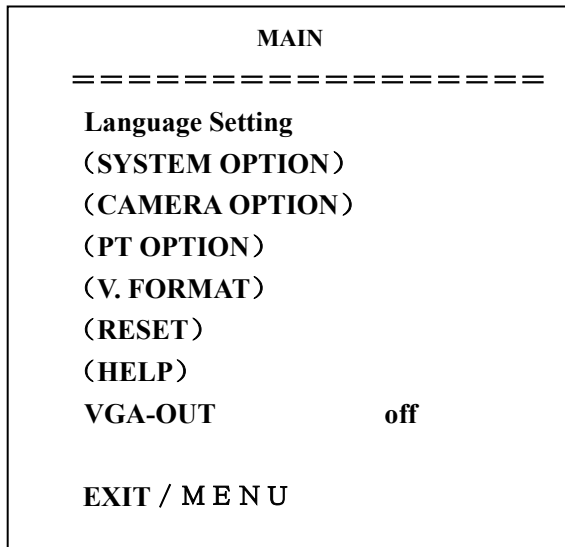 MAIN
＝＝＝＝＝＝＝＝＝＝＝＝＝＝＝＝＝
Language Setting
（SYSTEM OPTION）
（CAMERA OPTION）
（PT OPTION）
（V. FORMAT）
（RESET）
（HELP）
VGA-OUT off
EXIT / ＭＥＮＵ